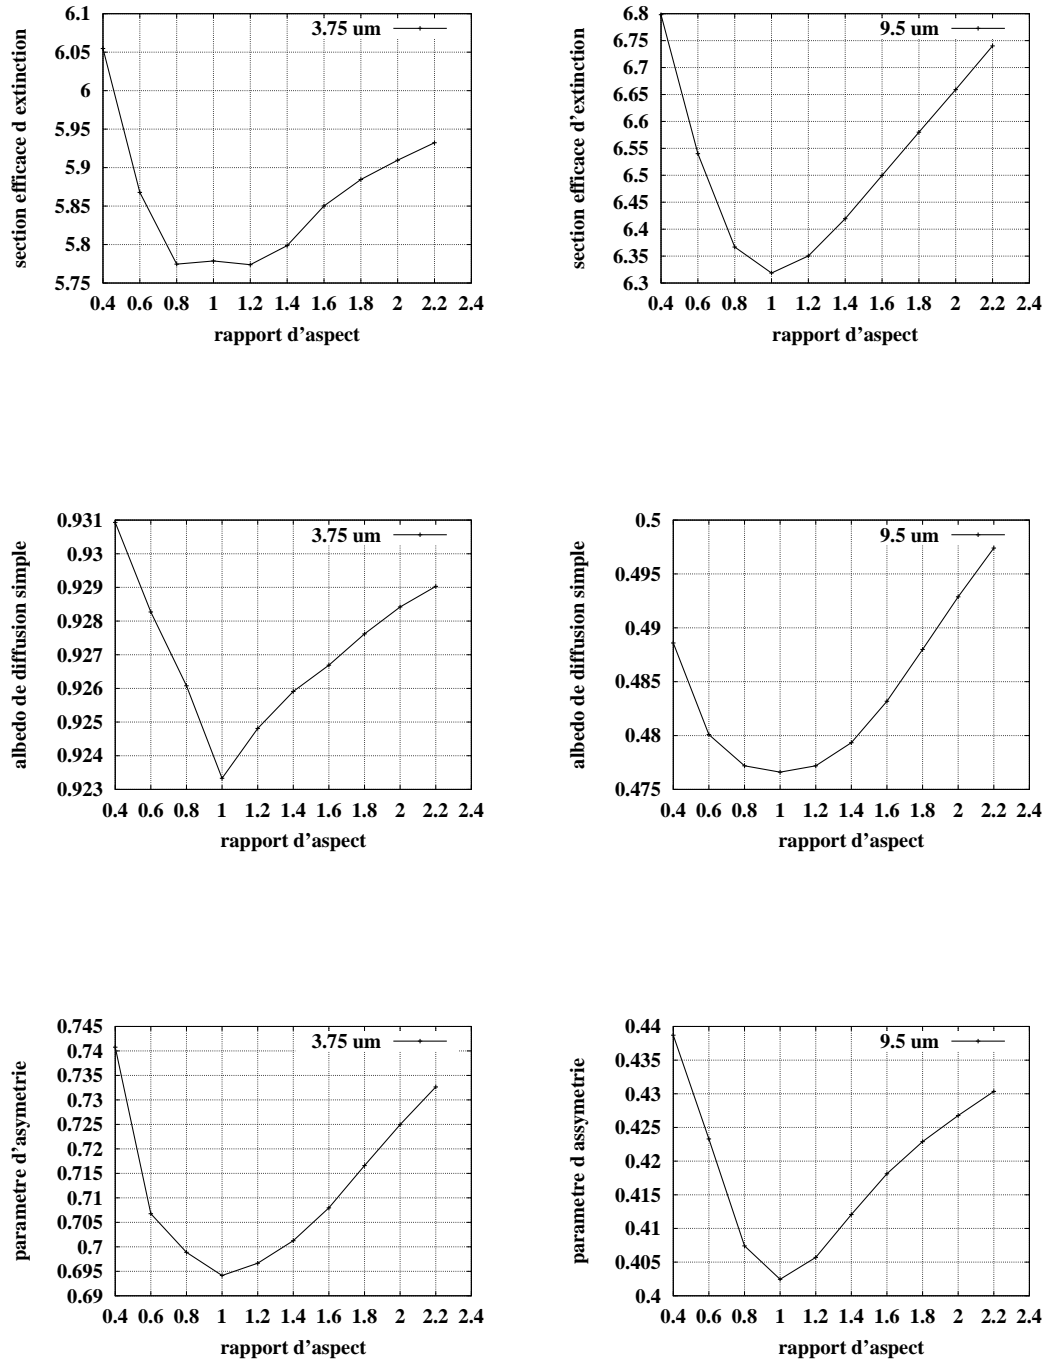 6.1
6.05
6
5.95
5.9
5.85
5.8
5.75
0.4 0.6 0.8 1 1.2 1.4 1.6 1.8 2 2.2 2.4
section efficace d extinction
rapport d'aspect
3.75 um
6.8
6.75
6.7
6.65
6.6
6.55
6.5
6.45
6.4
6.35
6.3
0.4 0.6 0.8 1 1.2 1.4 1.6 1.8 2 2.2 2.4
section efficace d'extinction
rapport d'aspect
9.5 um
0.931
0.93
0.929
0.928
0.927
0.926
0.925
0.924
0.923
0.4 0.6 0.8 1 1.2 1.4 1.6 1.8 2 2.2 2.4
albedo de diffusion simple
rapport d'aspect
3.75 um
0.5
0.495
0.49
0.485
0.48
0.475
0.4 0.6 0.8 1 1.2 1.4 1.6 1.8 2 2.2 2.4
albedo de diffusion simple
rapport d'aspect
9.5 um
0.745
0.74
0.735
0.73
0.725
0.72
0.715
0.71
0.705
0.7
0.695
0.69
0.4 0.6 0.8 1 1.2 1.4 1.6 1.8 2 2.2 2.4
parametre d'asymetrie
rapport d'aspect
3.75 um
0.44
0.435
0.43
0.425
0.42
0.415
0.41
0.405
0.4
0.4 0.6 0.8 1 1.2 1.4 1.6 1.8 2 2.2 2.4
parametre d assymetrie
rapport d'aspect
9.5 um